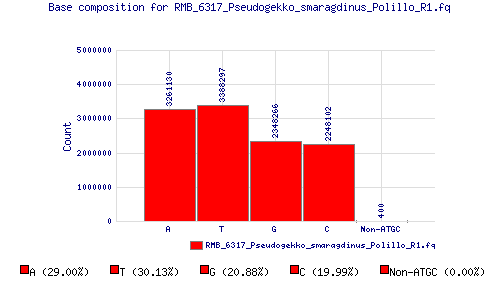 Base composition for RMB_6317_Pseudogekko_smaragdinus_Polillo_R1.fq
5000000
4000000
3000000
2000000
1000000
0
Count
3261130
3388297
2348266
2248102
400
A
T
G
C
Non-ATGC
RMB_6317_Pseudogekko_smaragdinus_Polillo_R1.fq
A (29.00%) T (30.13%) G (20.88%) C (19.99%) Non-ATGC (0.00%)